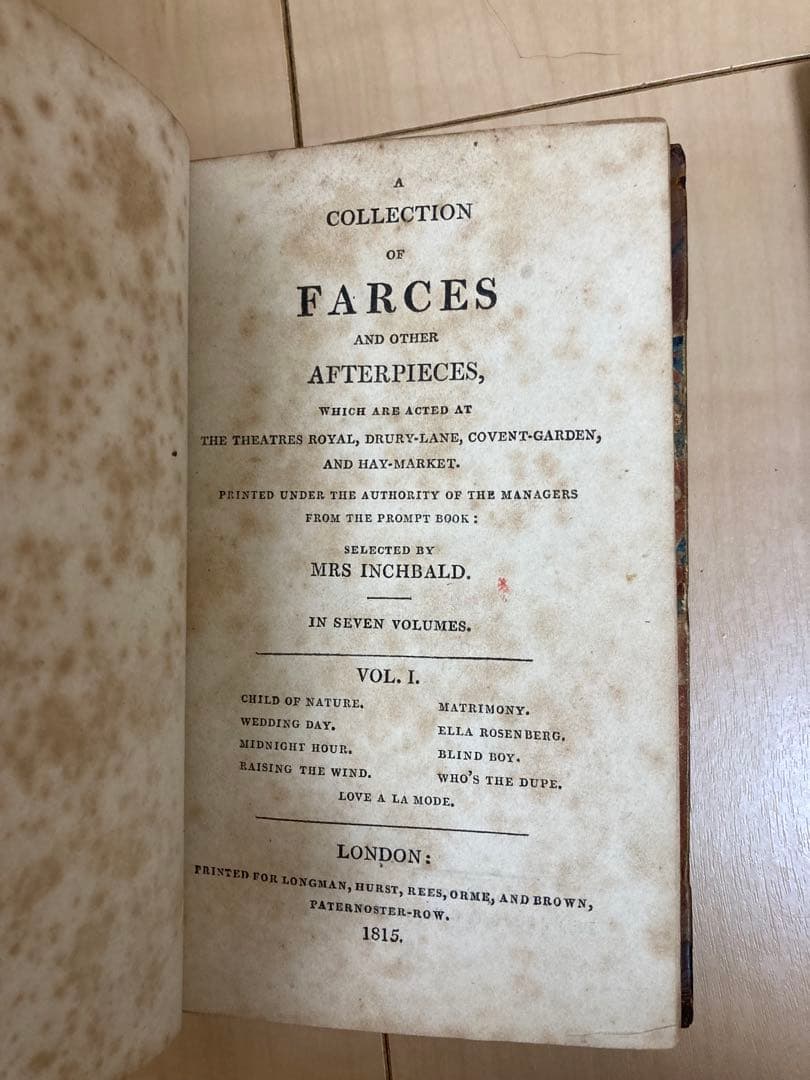 A
COLLECTION
OF
FARCES
AND OTHER
AFTERPIECES,
WHICH ARE ACTED AT
THE THEATRES ROYAL, DRURY-LANE, COVENT-GARDEN,
AND HAY-MARKET.
PRINTED UNDER THE AUTHORITY OF THE MANAGERS
FROM THE PROMPT BOOK:
SELECTED BY
MRS INCHBALD.
IN SEVEN VOLUMES.
VOL. I.
CHILD OF NATURE.
WEDDING DAY.
MIDNIGHT HOUR.
RAISING THE WIND.
MATRIMONY.
ELLA ROSENBERG.
BLIND BOY.
WHO'S THE DUPE.
LOVE A LA MODE.
LONDON:
PRINTED FOR LONGMAN, HURST, REES, ORME, AND BROWN,
PATERNOSTER-ROW.
1815.